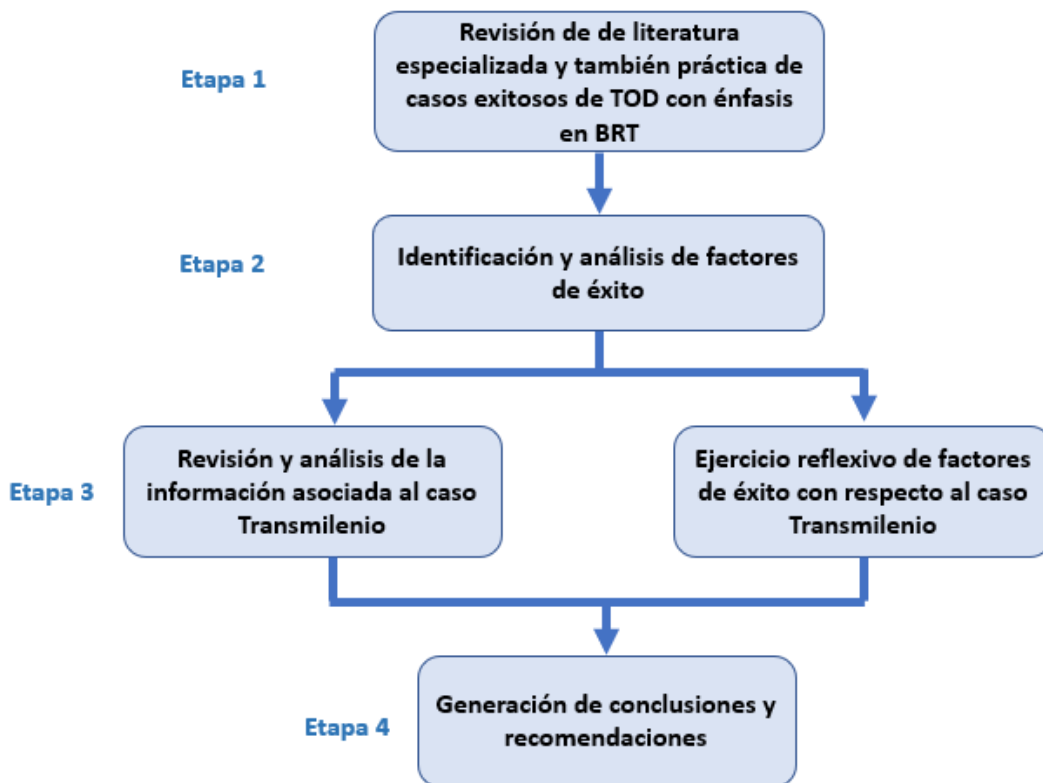 Etapa 1
Revisión de de literatura
especializada y también práctica de
casos exitosos de TOD con énfasis
en BRT
Etapa 2
Identificación y análisis de factores
de éxito
Etapa 3
Revisión y análisis de la
información asociada al caso
Transmilenio
Ejercicio reflexivo de factores
de éxito con respecto al caso
Transmilenio
Etapa 4
Generación de conclusiones y
recomendaciones